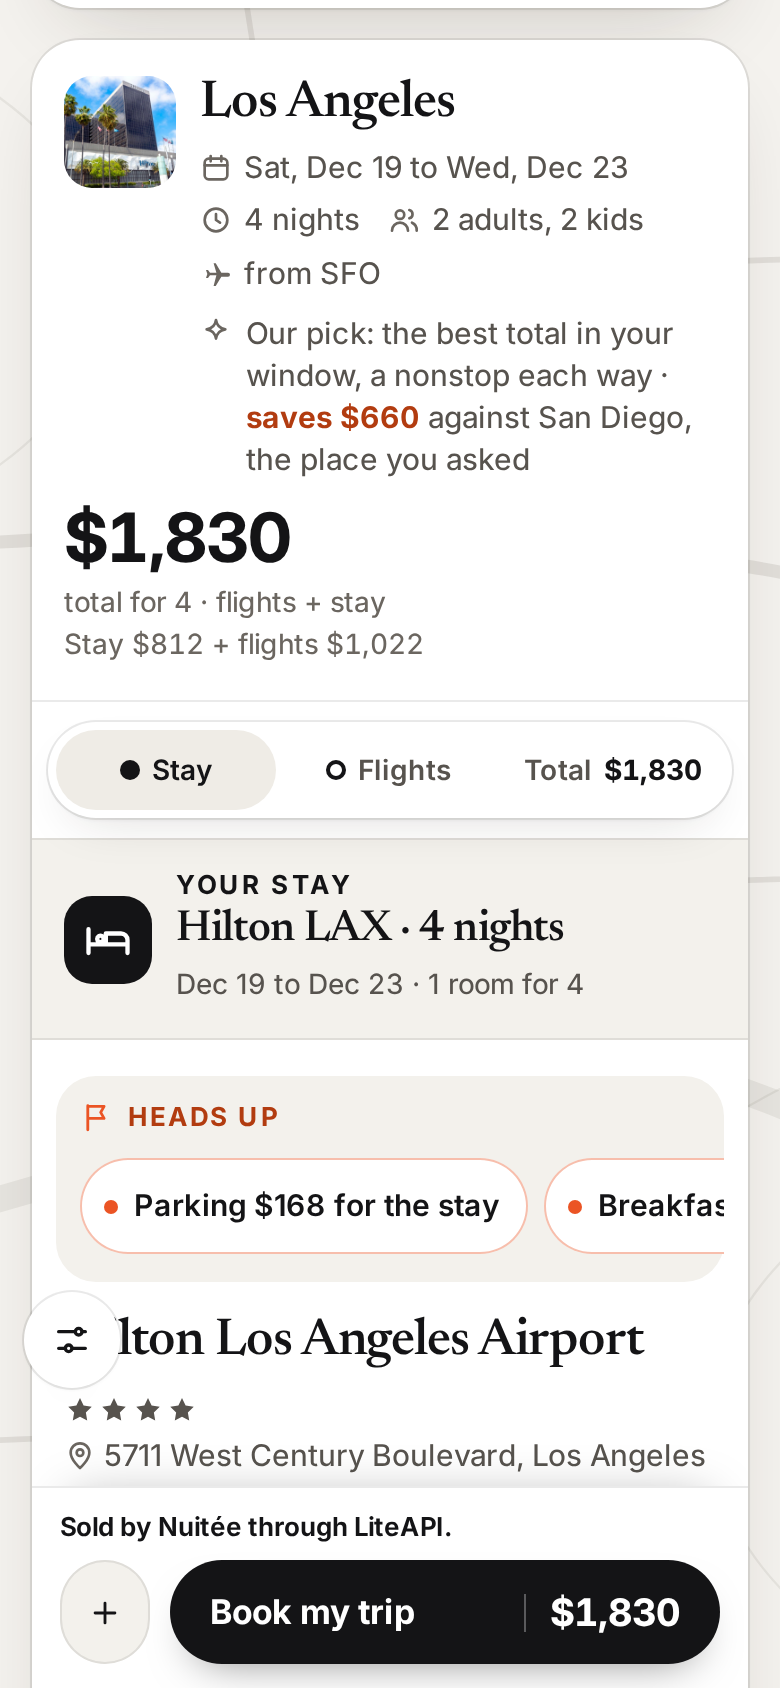 Los Angeles
Sat, Dec 19 to Wed, Dec 23
4 nights 2 adults, 2 kids
from SFO
Our pick: the best total in your
window, a nonstop each way ·
saves $660 against San Diego,
the place you asked
$1,830
total for 4 · flights + stay
Stay $812 + flights $1,022
Stay Flights Total $1,830
YOUR STAY
Hilton LAX · 4 nights
Dec 19 to Dec 23 · 1 room for 4
HEADS UP
Parking $168 for the stay Breakfas
lton Los Angeles Airport
5711 West Century Boulevard, Los Angeles
Sold by Nuitée through LiteAPI.
+ Book my trip $1,830